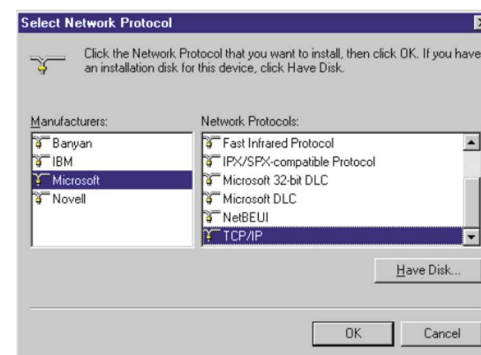 Select Network Protocol
Click the Network Protocol that you want to install, then click OK. If you have
an installation disk for this device, click Have Disk.
Manufacturers:
Banyan
IBM
Microsoft
Novell
Network Protocols:
Fast Infrared Protocol
IPX/SPX-compatible Protocol
Microsoft 32-bit DLC
Microsoft DLC
NetBEUI
TCP/IP
Have Disk...
OK
Cancel